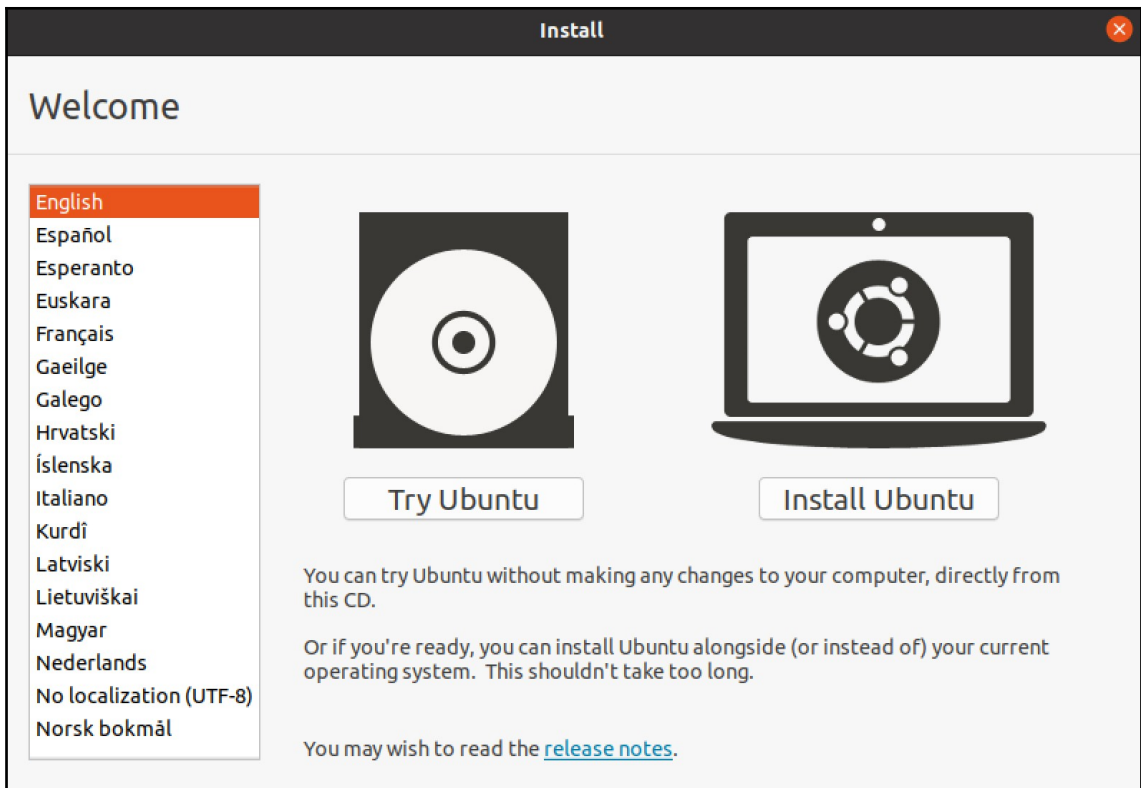 Install
Welcome
English
Español
Esperanto
Euskara
Français
Gaeilge
Galego
Hrvatski
Íslenska
Italiano
Kurdî
Latviski
Lietuviškai
Magyar
Nederlands
No localization (UTF-8)
Norsk bokmål
Try Ubuntu
Install Ubuntu
You can try Ubuntu without making any changes to your computer, directly from
this CD.
Or if you're ready, you can install Ubuntu alongside (or instead of) your current
operating system.  This shouldn't take too long.
You may wish to read the release notes.